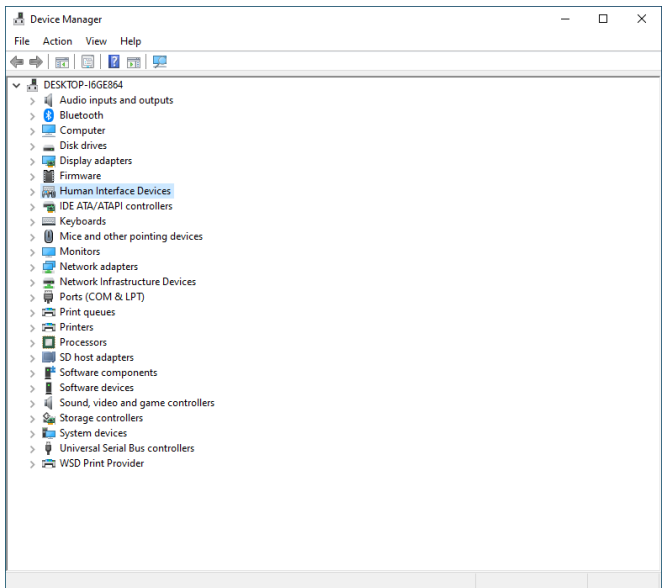 Device Manager
File Action View Help
DESKTOP-I6GE864
Audio inputs and outputs
Bluetooth
Computer
Disk drives
Display adapters
Firmware
Human Interface Devices
IDE ATA/ATAPI controllers
Keyboards
Mice and other pointing devices
Monitors
Network adapters
Network Infrastructure Devices
Ports (COM & LPT)
Print queues
Printers
Processors
SD host adapters
Software components
Software devices
Sound, video and game controllers
Storage controllers
System devices
Universal Serial Bus controllers
WSD Print Provider